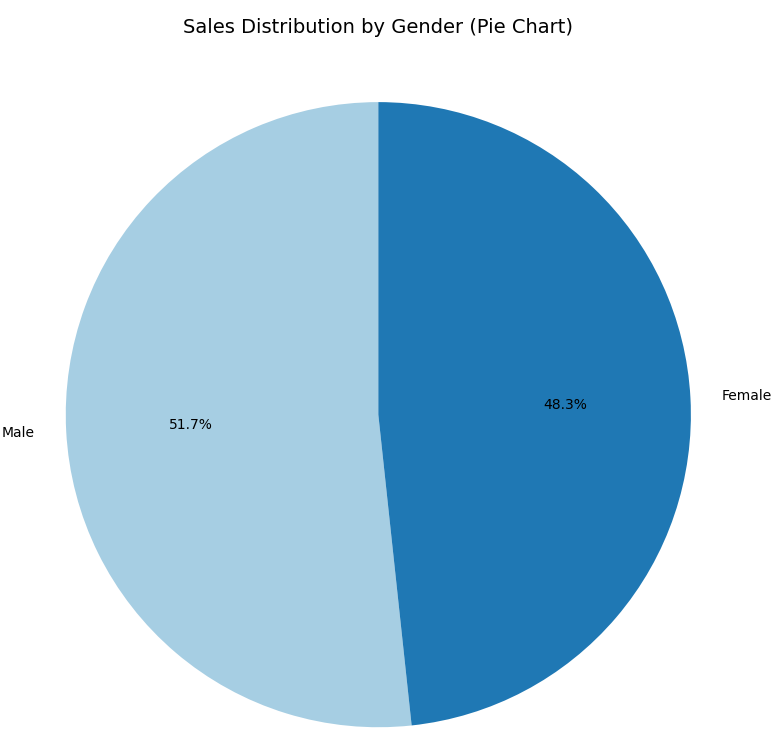 Sales Distribution by Gender (Pie Chart)
Female
48.3%
51.7%
Male